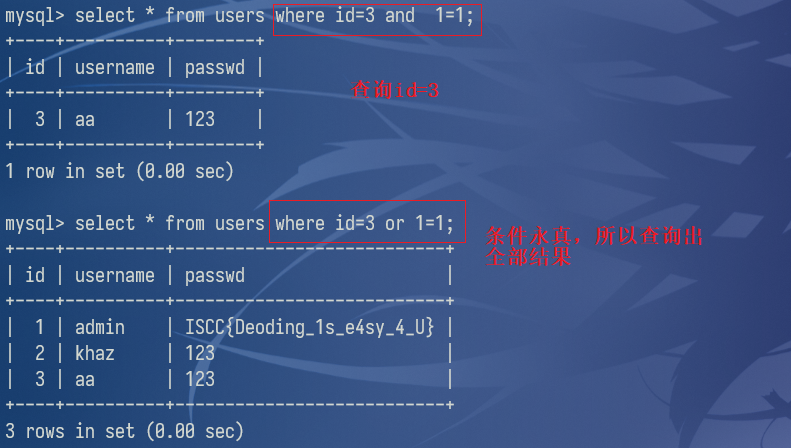 mysql> select * from users where id=3 and  1=1;
+----+----------+--------+
| id | username | passwd |
+----+----------+--------+
|  3 | aa       | 123    |
+----+----------+--------+
查询id=3
1 row in set (0.00 sec)
mysql> select * from users where id=3 or 1=1;
条件永真，所以查询出
全部结果
+----+----------+-------------------------+
| id | username | passwd                  |
+----+----------+-------------------------+
|  1 | admin    | ISCC{Deoding_1s_e4sy_4_U} |
|  2 | khaz     | 123                     |
|  3 | aa       | 123                     |
+----+----------+-------------------------+
3 rows in set (0.00 sec)